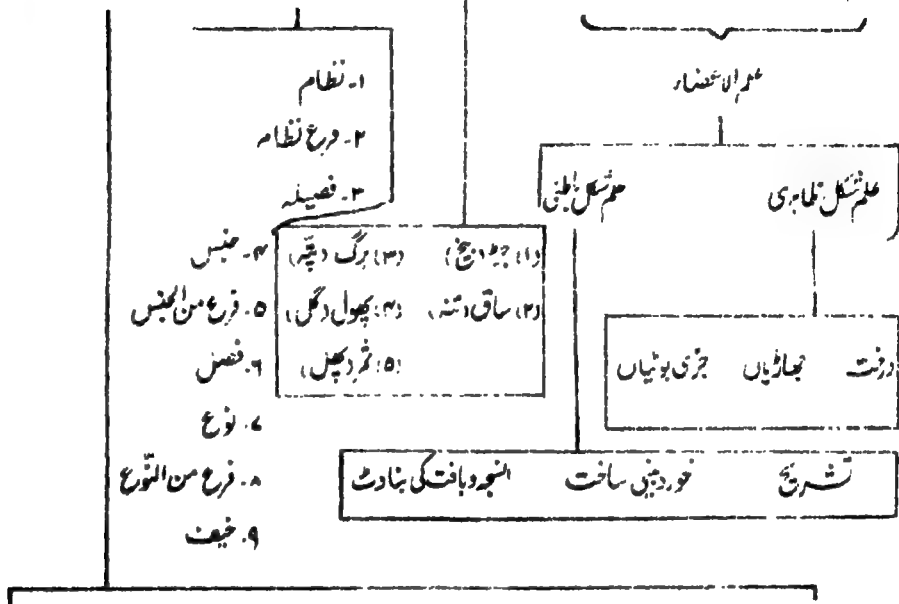 علم الاعضاء
علم شکل ظاہری
علم شکل باطنی
درخت جھاڑیاں جڑی بوٹیاں
تشریح خوردبینی ساخت انسجہ و بافت کی بناوٹ
(۱) جڑ (بیخ) (۳) برگ (پتہ)
(۲) ساق (تنہ) (۴) پھول (گل)
(۵) ثمر (پھل)
۱۔ نظام
۲۔ فرع نظام
۳۔ فصیلہ
۴۔ جنس
۵۔ فرع من الجنس
۶۔ فصل
۷۔ نوع
۸۔ فرع من النّوع
۹۔ خیف